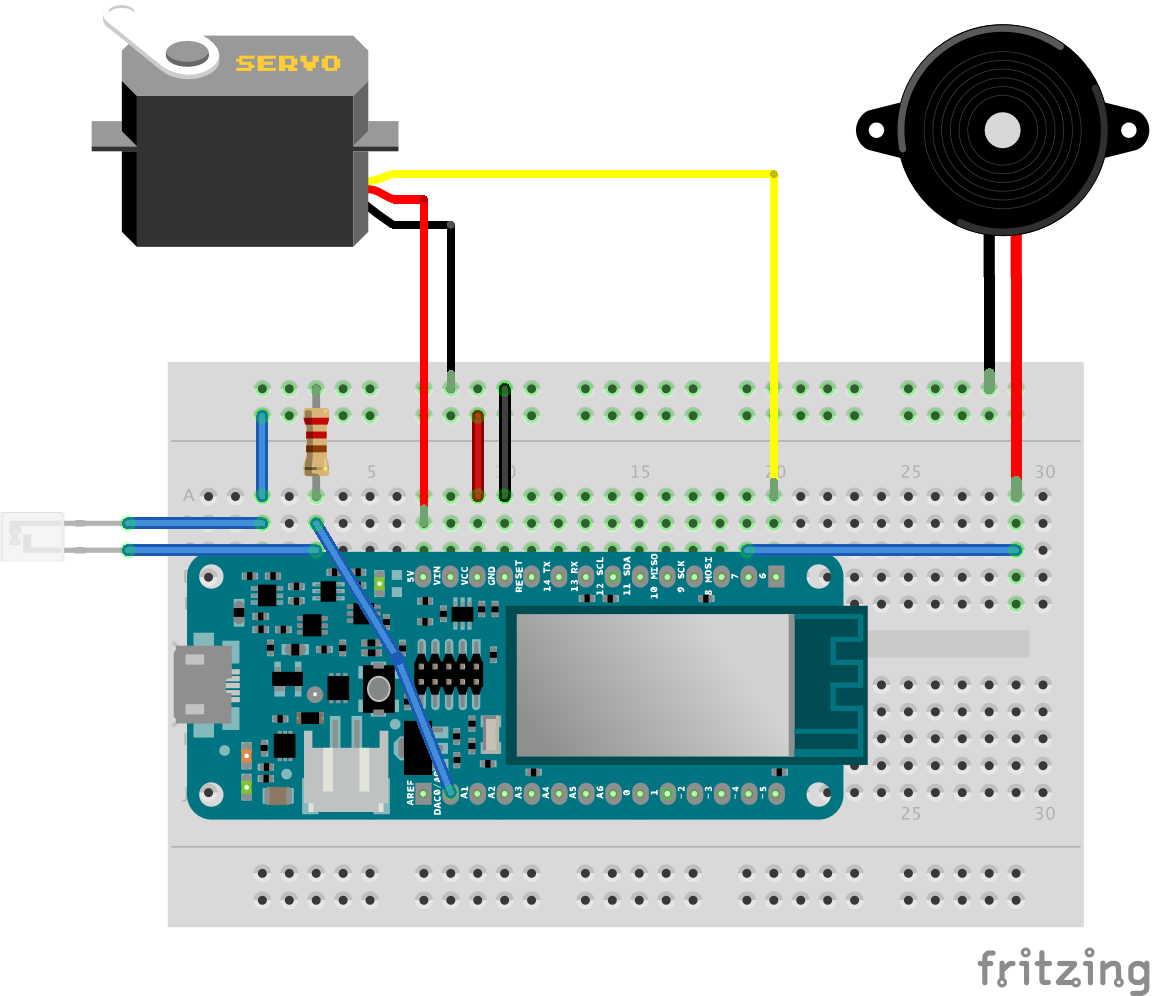 SERVO
5 10 15 20 25 30
A
5V VIN VCC GND RESET 14 TX 13 RX 12 SCL 11 SDA 10 MISO 9 SCK 8 MOSI 7 6
AREF DAC0/A0 A1 A2 A3 A4 A5 A6 0 1 ~2 ~3 ~4 ~5
25 30
fritzing